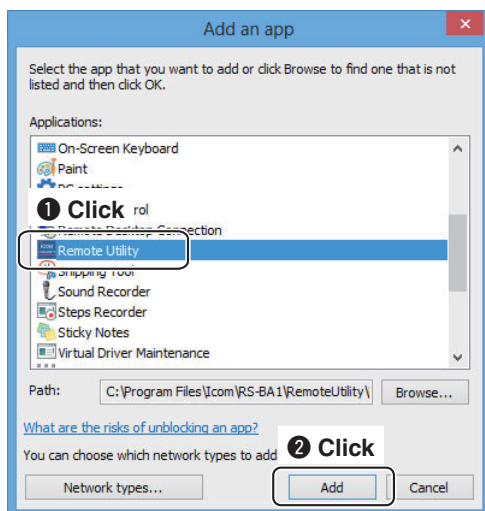 Add an app
Select the app that you want to add or click Browse to find one that is not
listed and then click OK.
Applications:
On-Screen Keyboard
Paint
❶ Click
Remote Utility
Snipping Tool
Sound Recorder
Steps Recorder
Sticky Notes
Virtual Driver Maintenance
Path: C:\Program Files\Icom\RS-BA1\RemoteUtility\ Browse...
What are the risks of unblocking an app?
❷ Click
You can choose which network types to add
Network types... Add Cancel